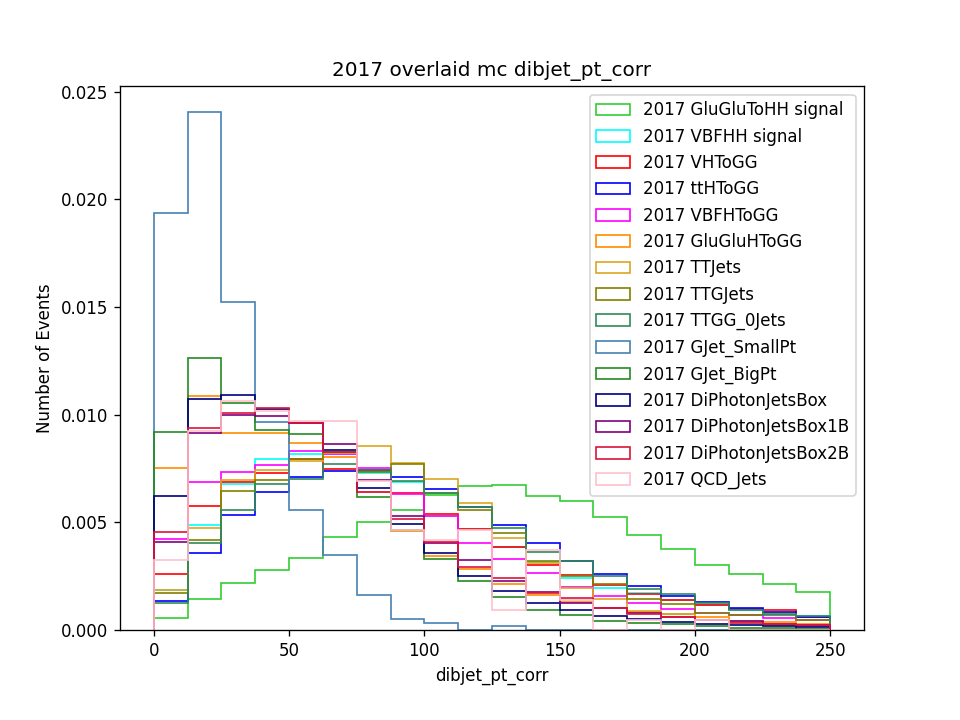 2017 overlaid mc dibjet_pt_corr
0.025
0.020
0.015
0.010
0.005
0.000
Number of Events
2017 GluGluToHH signal
2017 VBFHH signal
2017 VHToGG
2017 ttHToGG
2017 VBFHToGG
2017 GluGluHToGG
2017 TTJets
2017 TTGJets
2017 TTGG_0Jets
2017 GJet_SmallPt
2017 GJet_BigPt
2017 DiPhotonJetsBox
2017 DiPhotonJetsBox1B
2017 DiPhotonJetsBox2B
2017 QCD_Jets
0 50 100 150 200 250
dibjet_pt_corr